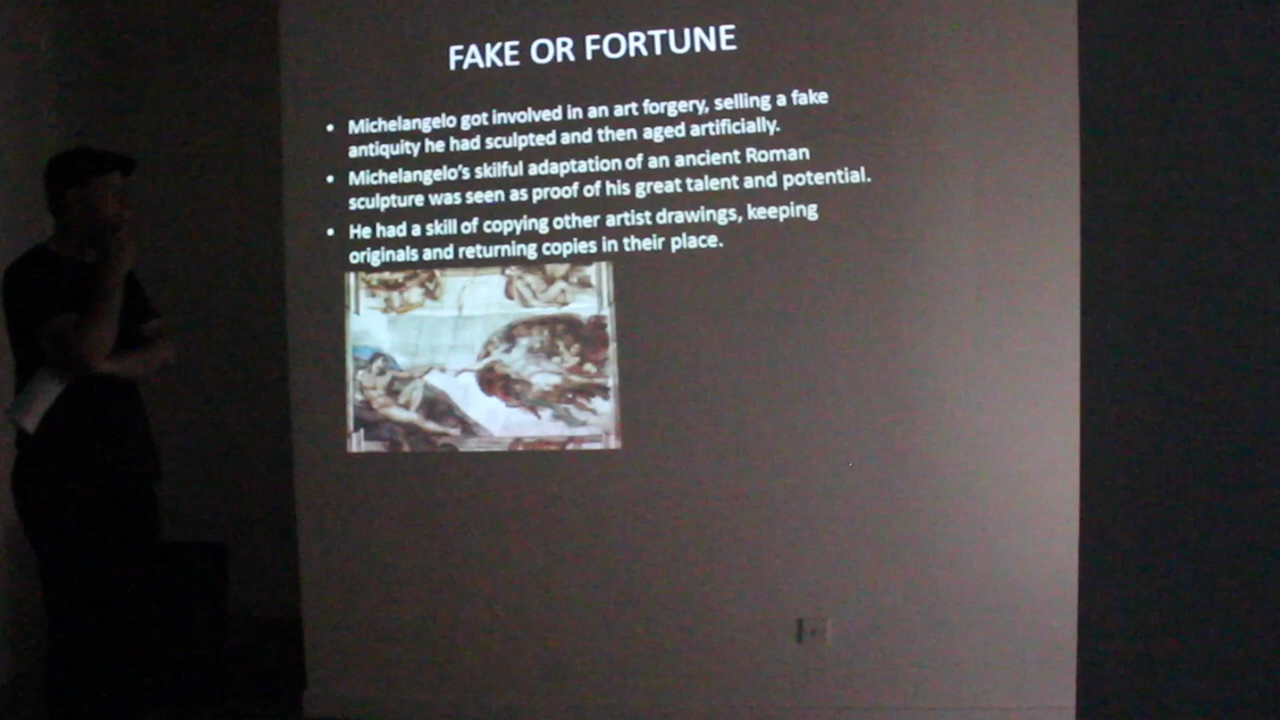 FAKE OR FORTUNE
• Michelangelo got involved in an art forgery, selling a fake
antiquity he had sculpted and then aged artificially.
• Michelangelo's skilful adaptation of an ancient Roman
sculpture was seen as proof of his great talent and potential.
• He had a skill of copying other artist drawings, keeping
originals and returning copies in their place.